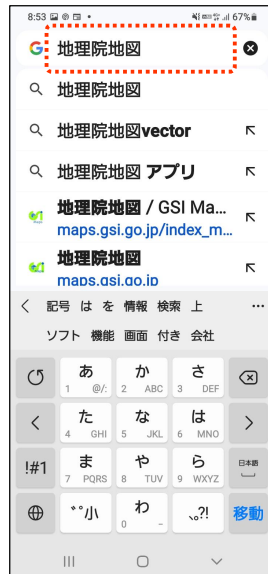 8:53 67%
地理院地図
地理院地図
地理院地図vector
地理院地図 アプリ
地理院地図 / GSI Ma...
maps.gsi.go.jp/index_m...
地理院地図
maps.gsi.go.jp
記号 は を 情報 検索 上 ...
ソフト 機能 画面 付き 会社
あ か さ
1 @/: 2 ABC 3 DEF
た な は
4 GHI 5 JKL 6 MNO
!#1 ま や ら 日本語
7 PQRS 8 TUV 9 WXYZ
゛゜小 わ 、。?! 移動
0 -